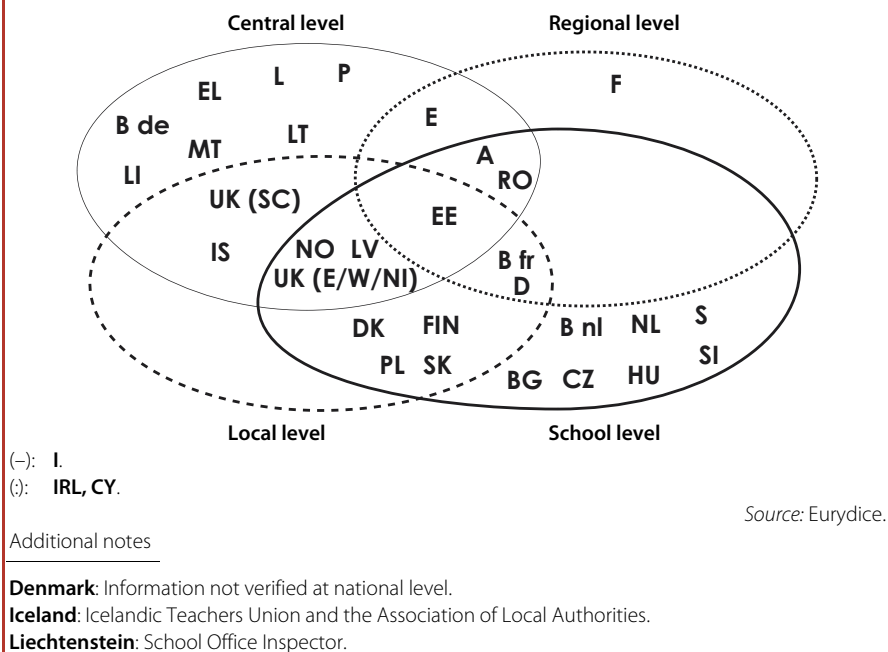 Central level Regional level
L P F
EL
E
B de
LT
MT A
LI RO
UK (SC)
EE
IS NO LV B fr
UK (E/W/NI) D
DK FIN B nl NL S
PL SK SI
BG CZ HU
Local level School level
(–): I.
(:): IRL, CY.
Source: Eurydice.
Additional notes
Denmark: Information not verified at national level.
Iceland: Icelandic Teachers Union and the Association of Local Authorities.
Liechtenstein: School Office Inspector.